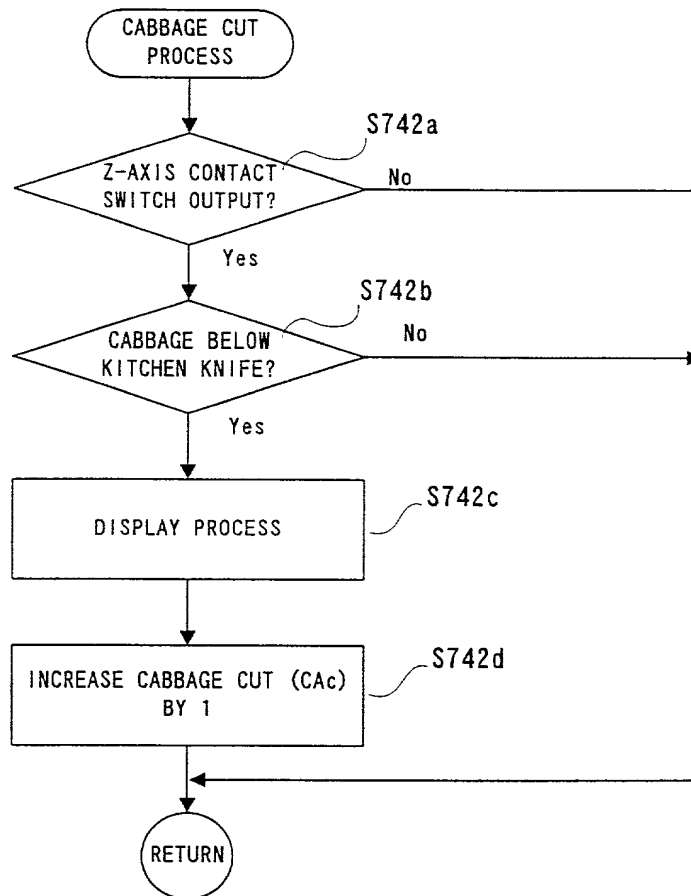 CABBAGE CUT
PROCESS
S742a
Z-AXIS CONTACT
SWITCH OUTPUT?
No
Yes
S742b
CABBAGE BELOW
KITCHEN KNIFE?
No
Yes
S742c
DISPLAY PROCESS
S742d
INCREASE CABBAGE CUT (CAc)
BY 1
RETURN